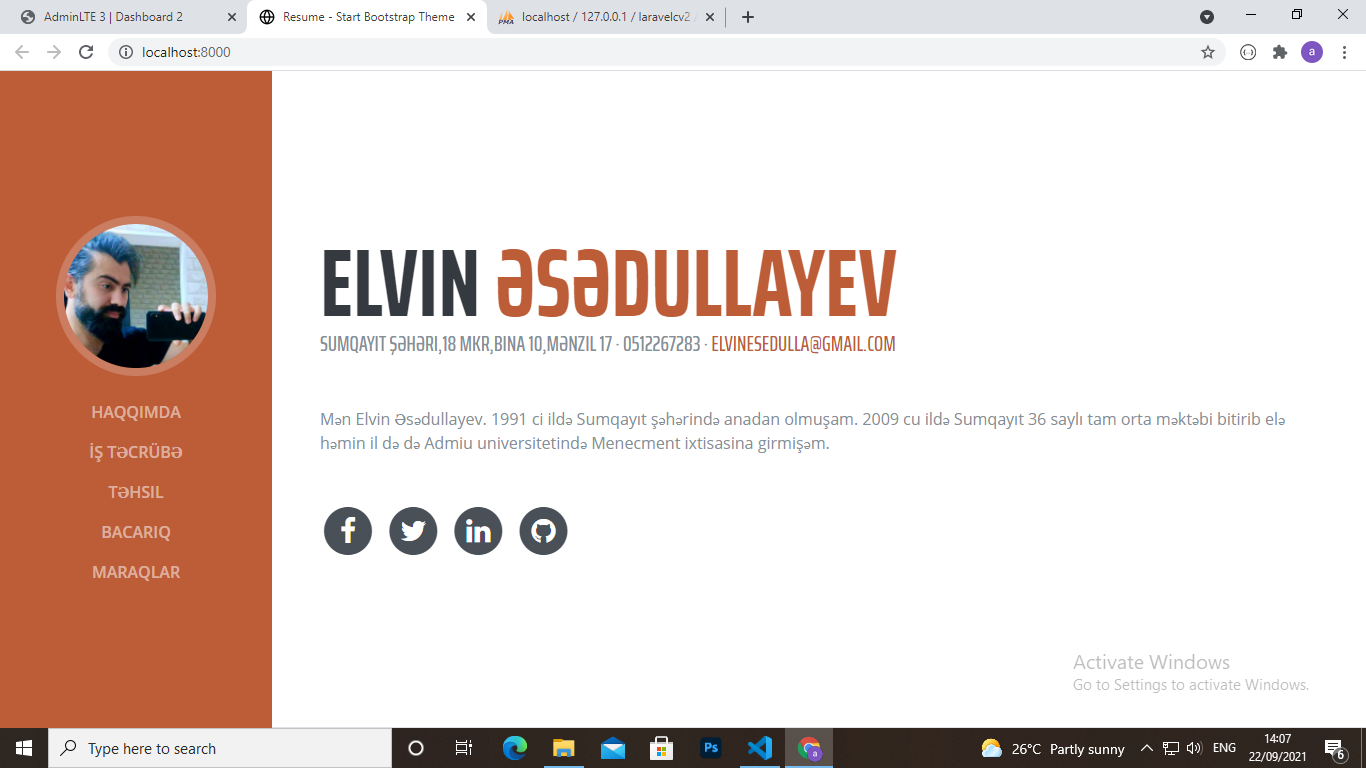 AdminLTE 3 | Dashboard 2
Resume - Start Bootstrap Theme
localhost / 127.0.0.1 / laravelcv2
localhost:8000
a
ELVIN ƏSƏDULLAYEV
SUMQAYIT ŞƏHƏRI,18 MKR,BINA 10,MƏNZIL 17 · 0512267283 · ELVINESEDULLA@GMAIL.COM
HAQQIMDA
İŞ TƏCRÜBƏ
TƏHSIL
BACARIQ
MARAQLAR
Mən Elvin Əsədullayev. 1991 ci ildə Sumqayıt şəhərində anadan olmuşam. 2009 cu ildə Sumqayıt 36 saylı tam orta məktəbi bitirib elə
həmin il də də Admiu universitetində Menecment ixtisasina girmişəm.
Activate Windows
Go to Settings to activate Windows.
Type here to search
Ps
a
26°C Partly sunny
ENG
14:07
22/09/2021
6